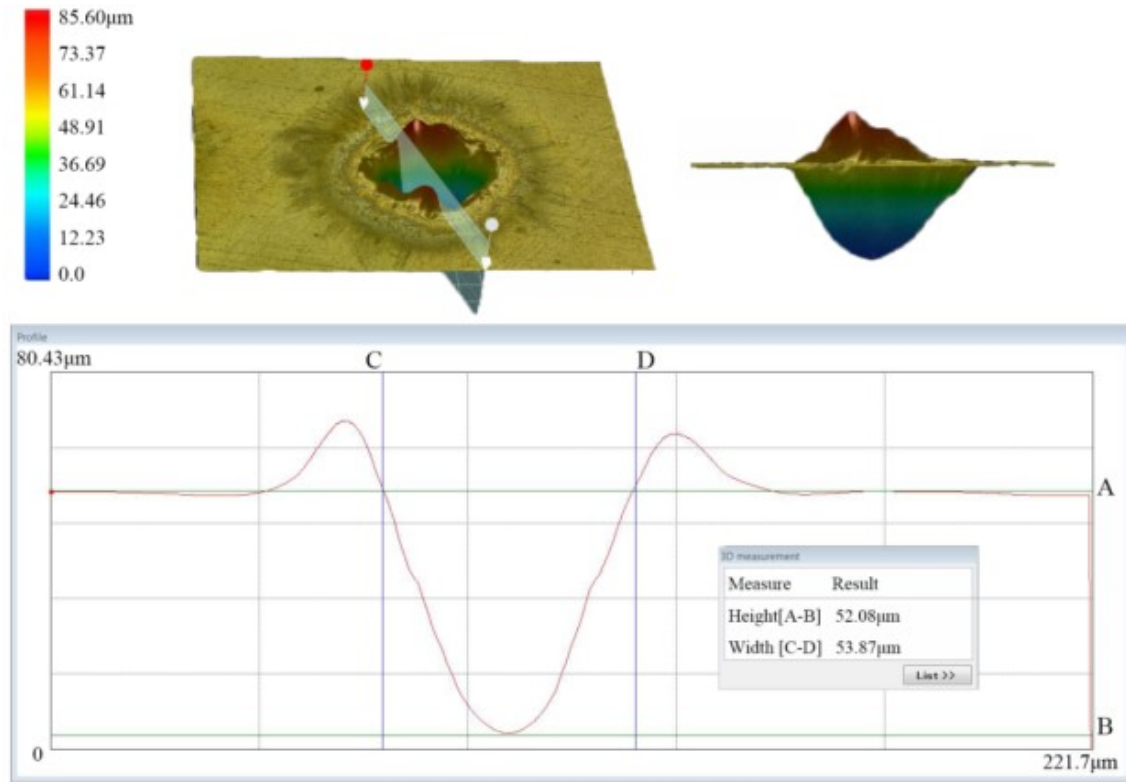 85.60μm
73.37
61.14
48.91
36.69
24.46
12.23
0.0
Profile
80.43μm
C
D
A
3D measurement
Measure Result
Height[A-B] 52.08μm
Width [C-D] 53.87μm
List >>
B
0
221.7μm